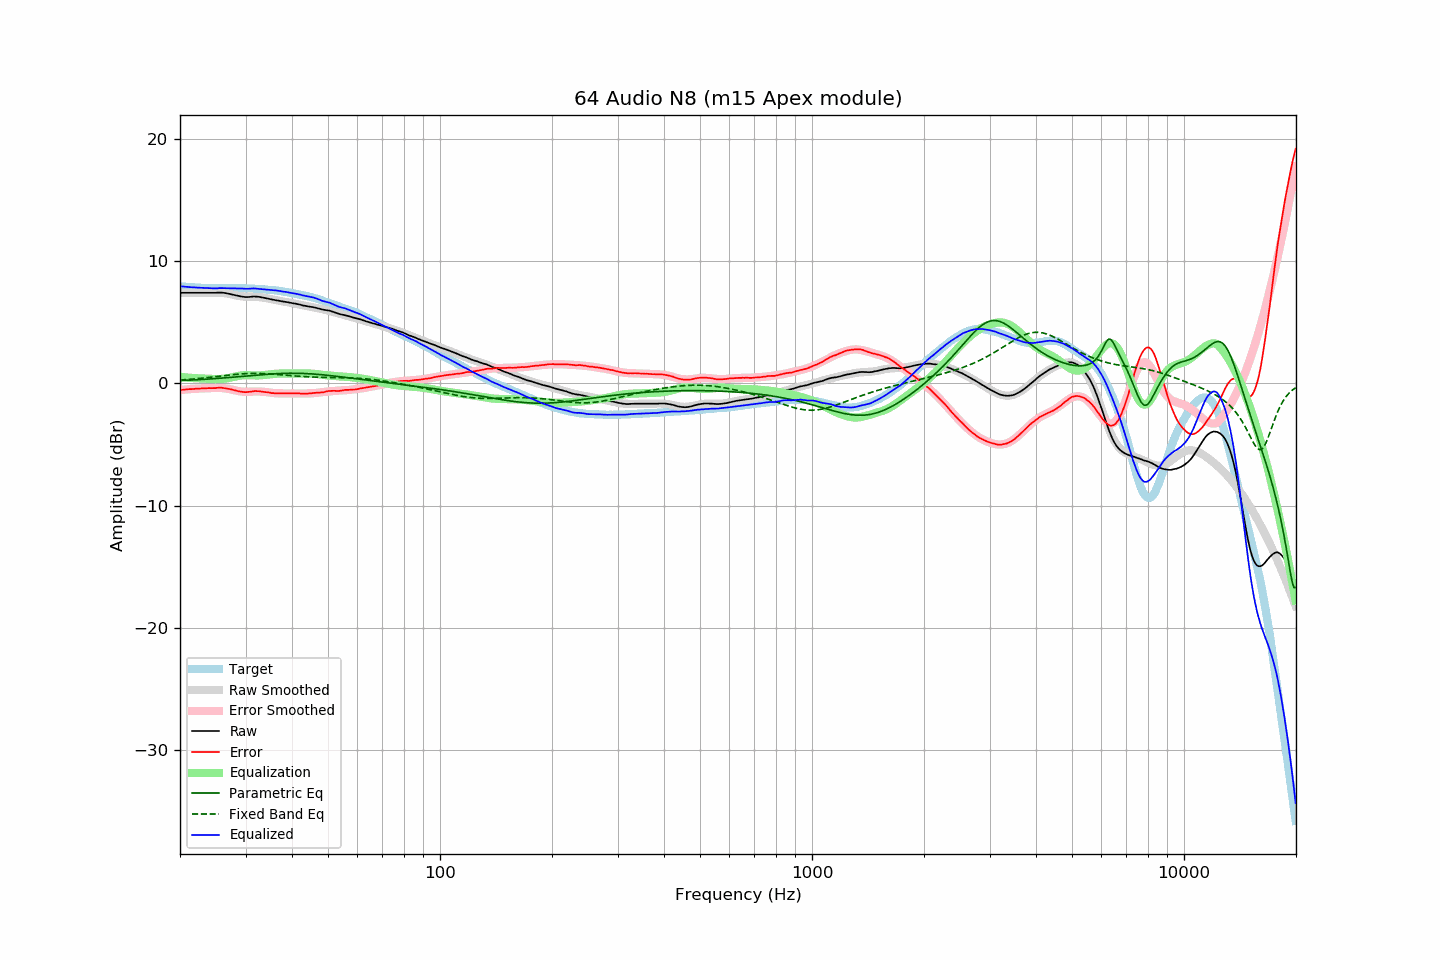 64 Audio N8 (m15 Apex module)
20
10
0
−10
−20
−30
Amplitude (dBr)
Target
Raw Smoothed
Error Smoothed
Raw
Error
Equalization
Parametric Eq
Fixed Band Eq
Equalized
100
1000
10000
Frequency (Hz)